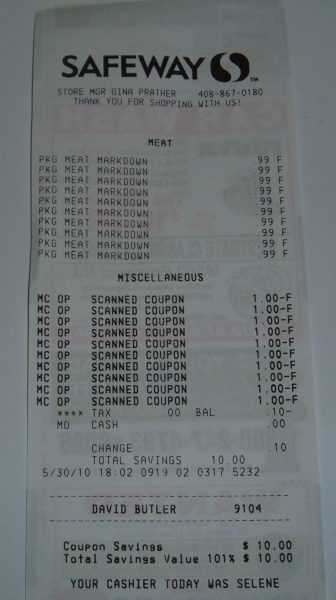 SAFEWAY
TM
STORE MGR GINA PRATHER 408-867-0180
THANK YOU FOR SHOPPING WITH US!
MEAT
PKG MEAT MARKDOWN .99 F
PKG MEAT MARKDOWN .99 F
PKG MEAT MARKDOWN .99 F
PKG MEAT MARKDOWN .99 F
PKG MEAT MARKDOWN .99 F
PKG MEAT MARKDOWN .99 F
PKG MEAT MARKDOWN .99 F
PKG MEAT MARKDOWN .99 F
PKG MEAT MARKDOWN .99 F
PKG MEAT MARKDOWN .99 F
MISCELLANEOUS
MC OP SCANNED COUPON 1.00-F
MC OP SCANNED COUPON 1.00-F
MC OP SCANNED COUPON 1.00-F
MC OP SCANNED COUPON 1.00-F
MC OP SCANNED COUPON 1.00-F
MC OP SCANNED COUPON 1.00-F
MC OP SCANNED COUPON 1.00-F
MC OP SCANNED COUPON 1.00-F
MC OP SCANNED COUPON 1.00-F
MC OP SCANNED COUPON 1.00-F
**** TAX .00 BAL .10-
MO CASH .00
CHANGE .10
TOTAL SAVINGS 10.00
5/30/10 18:02 0919 02 0317 5232
DAVID BUTLER 9104
Coupon Savings $ 10.00
Total Savings Value 101% $ 10.00
YOUR CASHIER TODAY WAS SELENE